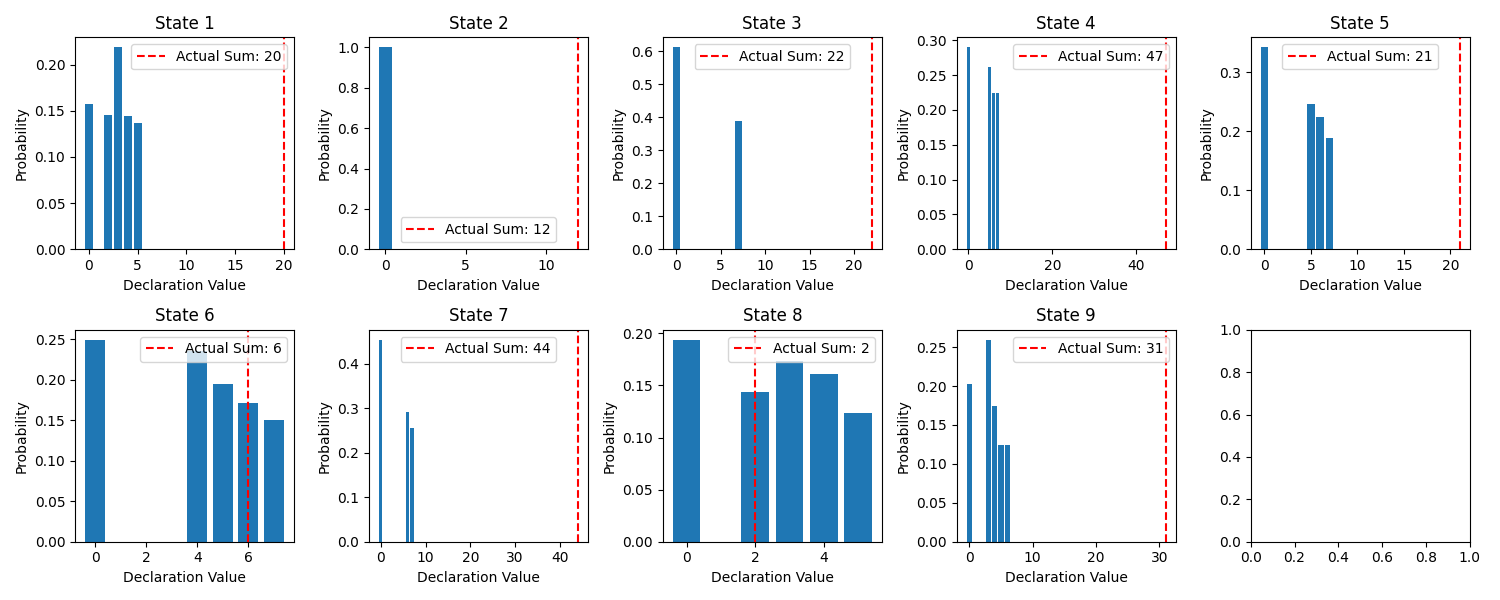 State 1
Probability
0.20
0.15
0.10
0.05
0.00
Actual Sum: 20
0 5 10 15 20
Declaration Value
State 2
Probability
1.0
0.8
0.6
0.4
0.2
0.0
Actual Sum: 12
0 5 10
Declaration Value
State 3
Probability
0.6
0.5
0.4
0.3
0.2
0.1
0.0
Actual Sum: 22
0 5 10 15 20
Declaration Value
State 4
Probability
0.30
0.25
0.20
0.15
0.10
0.05
0.00
Actual Sum: 47
0 20 40
Declaration Value
State 5
Probability
0.3
0.2
0.1
0.0
Actual Sum: 21
0 5 10 15 20
Declaration Value
State 6
Probability
0.25
0.20
0.15
0.10
0.05
0.00
Actual Sum: 6
0 2 4 6
Declaration Value
State 7
Probability
0.4
0.3
0.2
0.1
0.0
Actual Sum: 44
0 10 20 30 40
Declaration Value
State 8
Probability
0.20
0.15
0.10
0.05
0.00
Actual Sum: 2
0 2 4
Declaration Value
State 9
Probability
0.25
0.20
0.15
0.10
0.05
0.00
Actual Sum: 31
0 10 20 30
Declaration Value
1.0
0.8
0.6
0.4
0.2
0.0
0.0 0.2 0.4 0.6 0.8 1.0